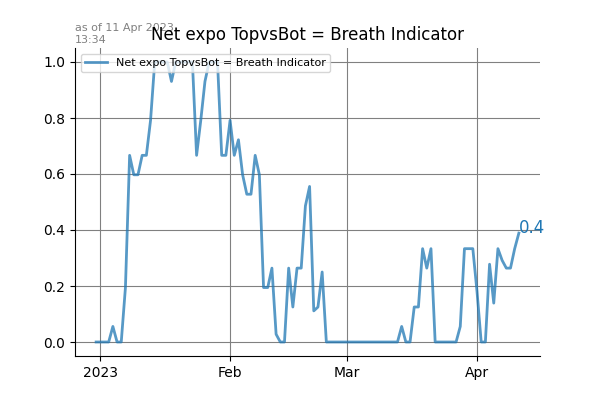 as of 11 Apr 2023
13:34
Net expo TopvsBot = Breath Indicator
Net expo TopvsBot = Breath Indicator
1.0
0.8
0.6
0.4
0.2
0.0
0.4
2023
Feb
Mar
Apr